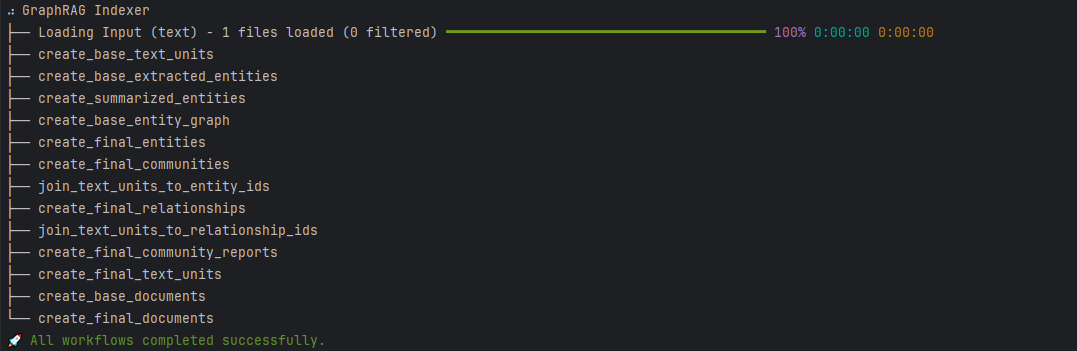 GraphRAG Indexer
├── Loading Input (text) - 1 files loaded (0 filtered) ━━━━━━━━━━━━━━━━━━━━━━━━━━━━━━━━━━━━━━━━ 100% 0:00:00 0:00:00
├── create_base_text_units
├── create_base_extracted_entities
├── create_summarized_entities
├── create_base_entity_graph
├── create_final_entities
├── create_final_communities
├── join_text_units_to_entity_ids
├── create_final_relationships
├── join_text_units_to_relationship_ids
├── create_final_community_reports
├── create_final_text_units
├── create_base_documents
└── create_final_documents
🚀 All workflows completed successfully.